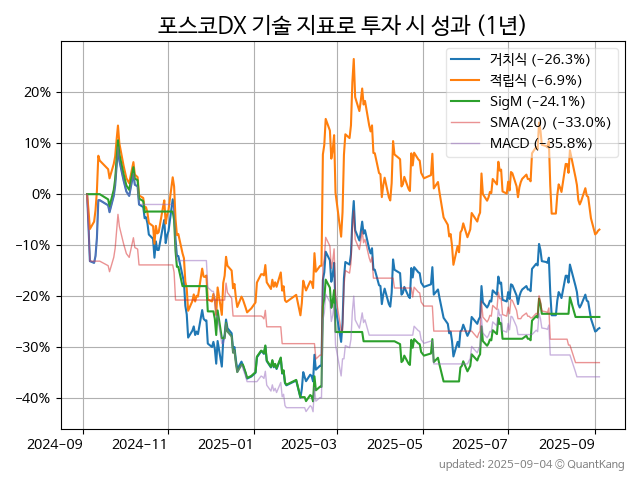 포스코DX 기술 지표로 투자 시 성과 (1년)
거치식 (−26.3%)
적립식 (−6.9%)
SigM (−24.1%)
SMA(20) (−33.0%)
MACD (−35.8%)
20%
10%
0%
−10%
−20%
−30%
−40%
2024-09
2024-11
2025-01
2025-03
2025-05
2025-07
2025-09
updated: 2025-09-04 © QuantKang